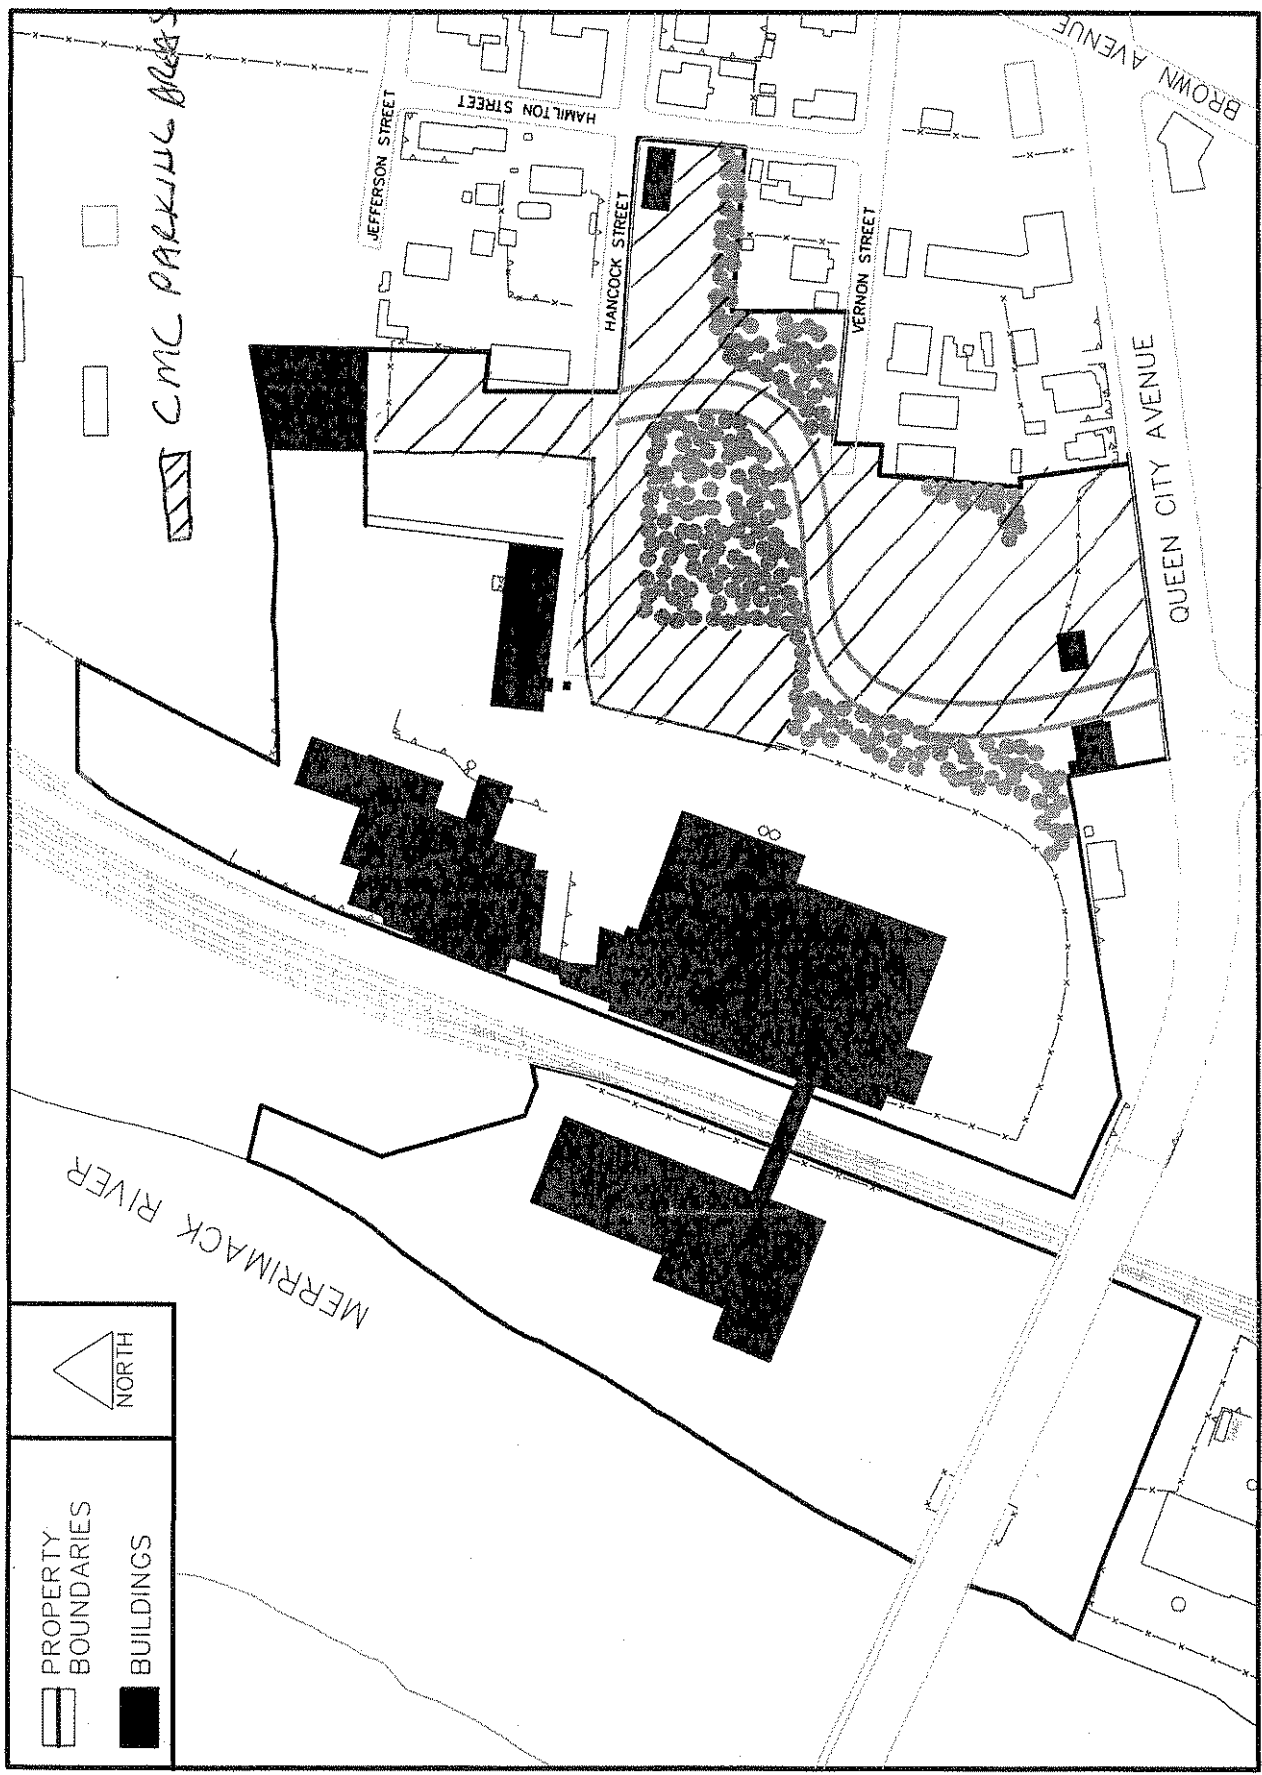 CMC PARKING AREAS
BROWN AVENUE
HAMILTON STREET
JEFFERSON STREET
HANCOCK STREET
VERNON STREET
QUEEN CITY AVENUE
MERRIMACK RIVER
NORTH
PROPERTY
BOUNDARIES
BUILDINGS